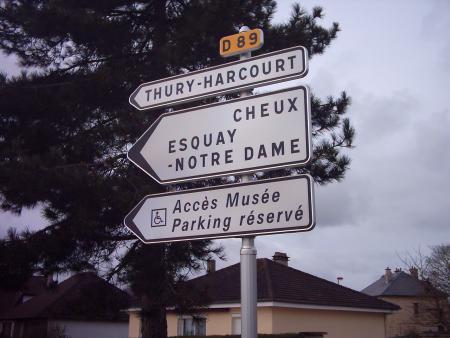 D 89
THURY-HARCOURT
CHEUX
ESQUAY
-NOTRE DAME
Accès Musée
Parking réservé